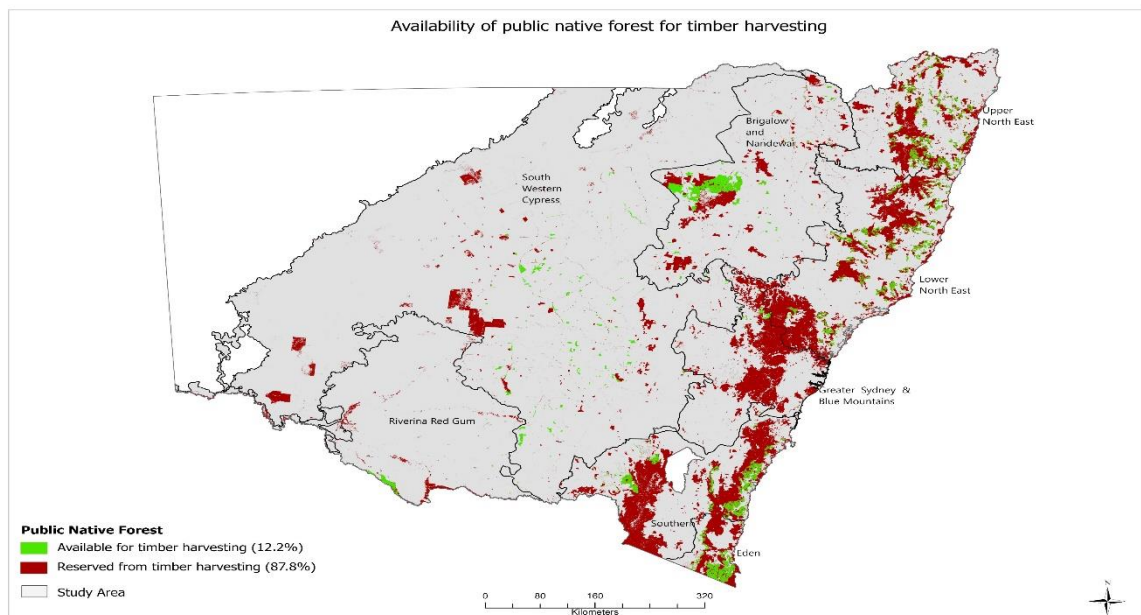 Availability of public native forest for timber harvesting
Upper
North East
Brigalow
and
Nandewar
South
Western
Cypress
Lower
North East
Greater Sydney &
Blue Mountains
Riverina Red Gum
Southern
Eden
Public Native Forest
Available for timber harvesting (12.2%)
Reserved from timber harvesting (87.8%)
Study Area
0 80 160 320
Kilometers
N